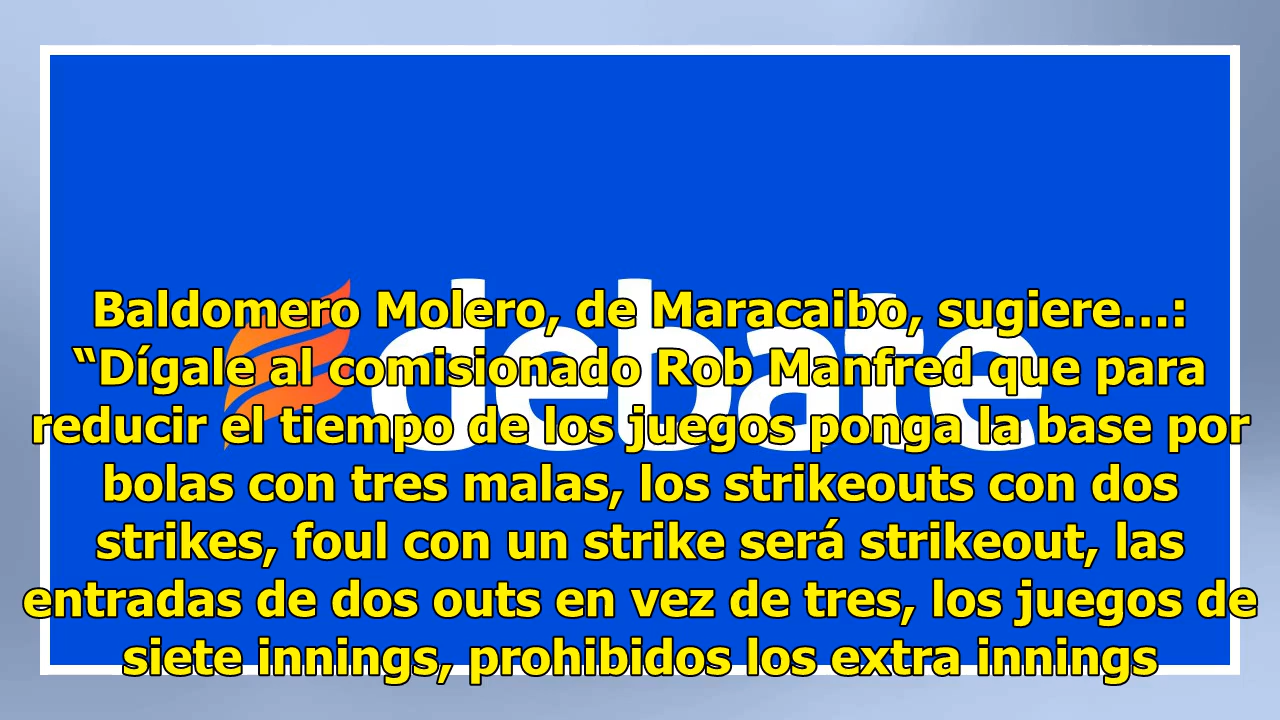 debate
Baldomero Molero, de Maracaibo, sugiere...:
“Dígale al comisionado Rob Manfred que para
reducir el tiempo de los juegos ponga la base por
bolas con tres malas, los strikeouts con dos
strikes, foul con un strike será strikeout, las
entradas de dos outs en vez de tres, los juegos de
siete innings, prohibidos los extra innings